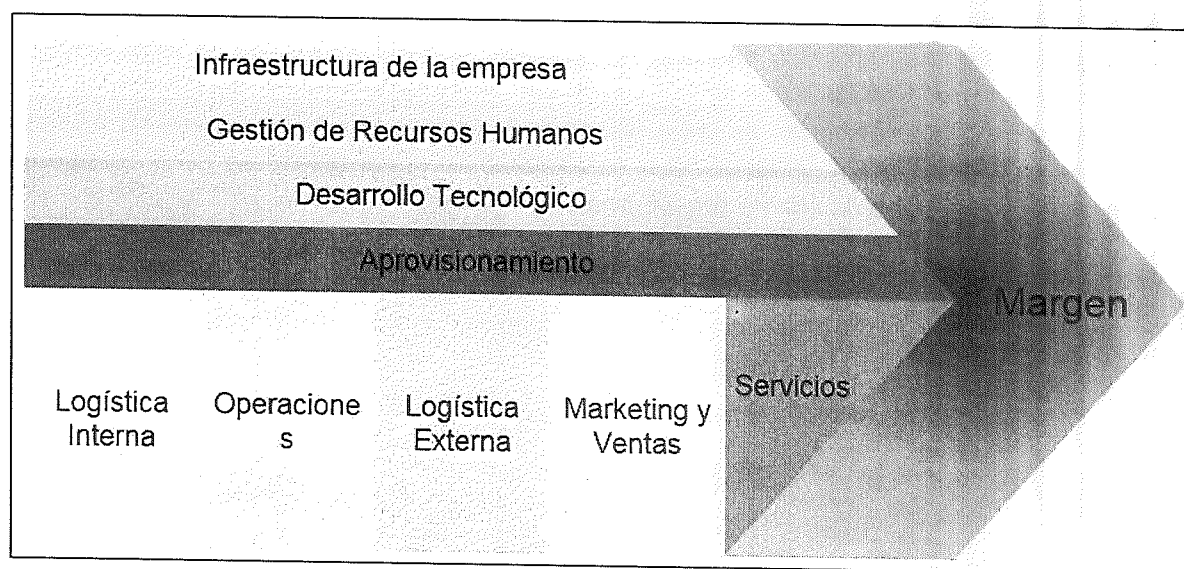 Infraestructura de la empresa
Gestión de Recursos Humanos
Desarrollo Tecnológico
Aprovisionamiento
Margen
Servicios
Logística
Interna
Operacione
s
Logística
Externa
Marketing y
Ventas